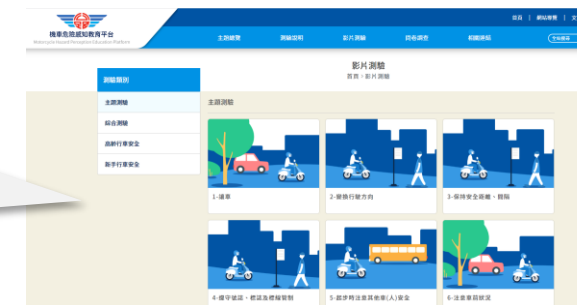 首頁 | 網站導覽 |
機車危險感知教育平台
Motorcycle Hazard Perception Education Platform
主題總覽 測驗說明 影片測驗 問卷調查 相關連結
影片測驗
首頁 › 影片測驗
測驗類別
主題測驗
綜合測驗
高齡行車安全
新手行車安全
主題測驗
1-讓車
2-變換行駛方向
3-保持安全距離、間隔
4-遵守號誌、標誌及標線管制
5-起步時注意其他車(人)安全
6-注意車前狀況